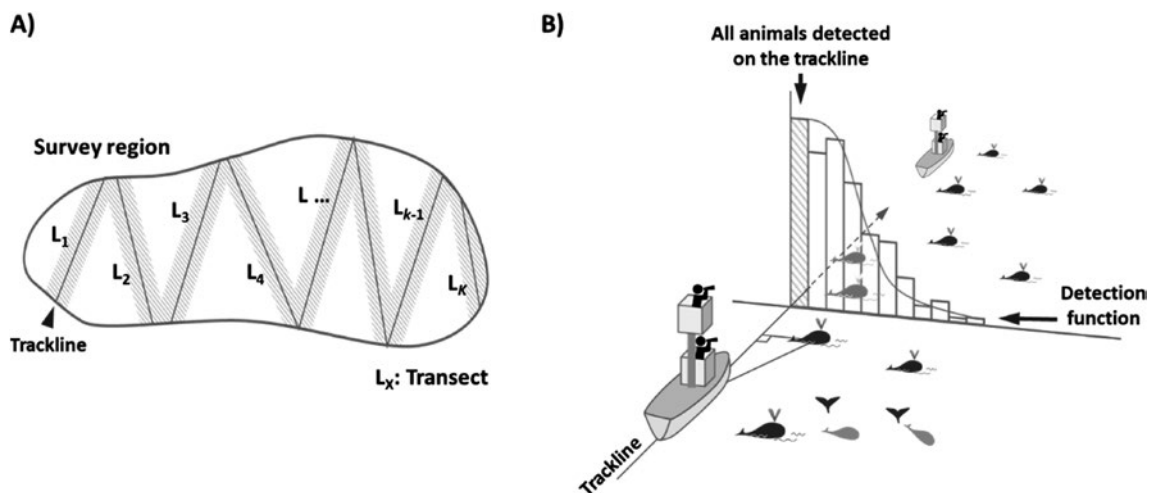 A)
Survey region
L1
L2
L3
L4
L ...
Lk-1
LK
Trackline
LX: Transect
B)
All animals detected
on the trackline
Detection
function
Trackline